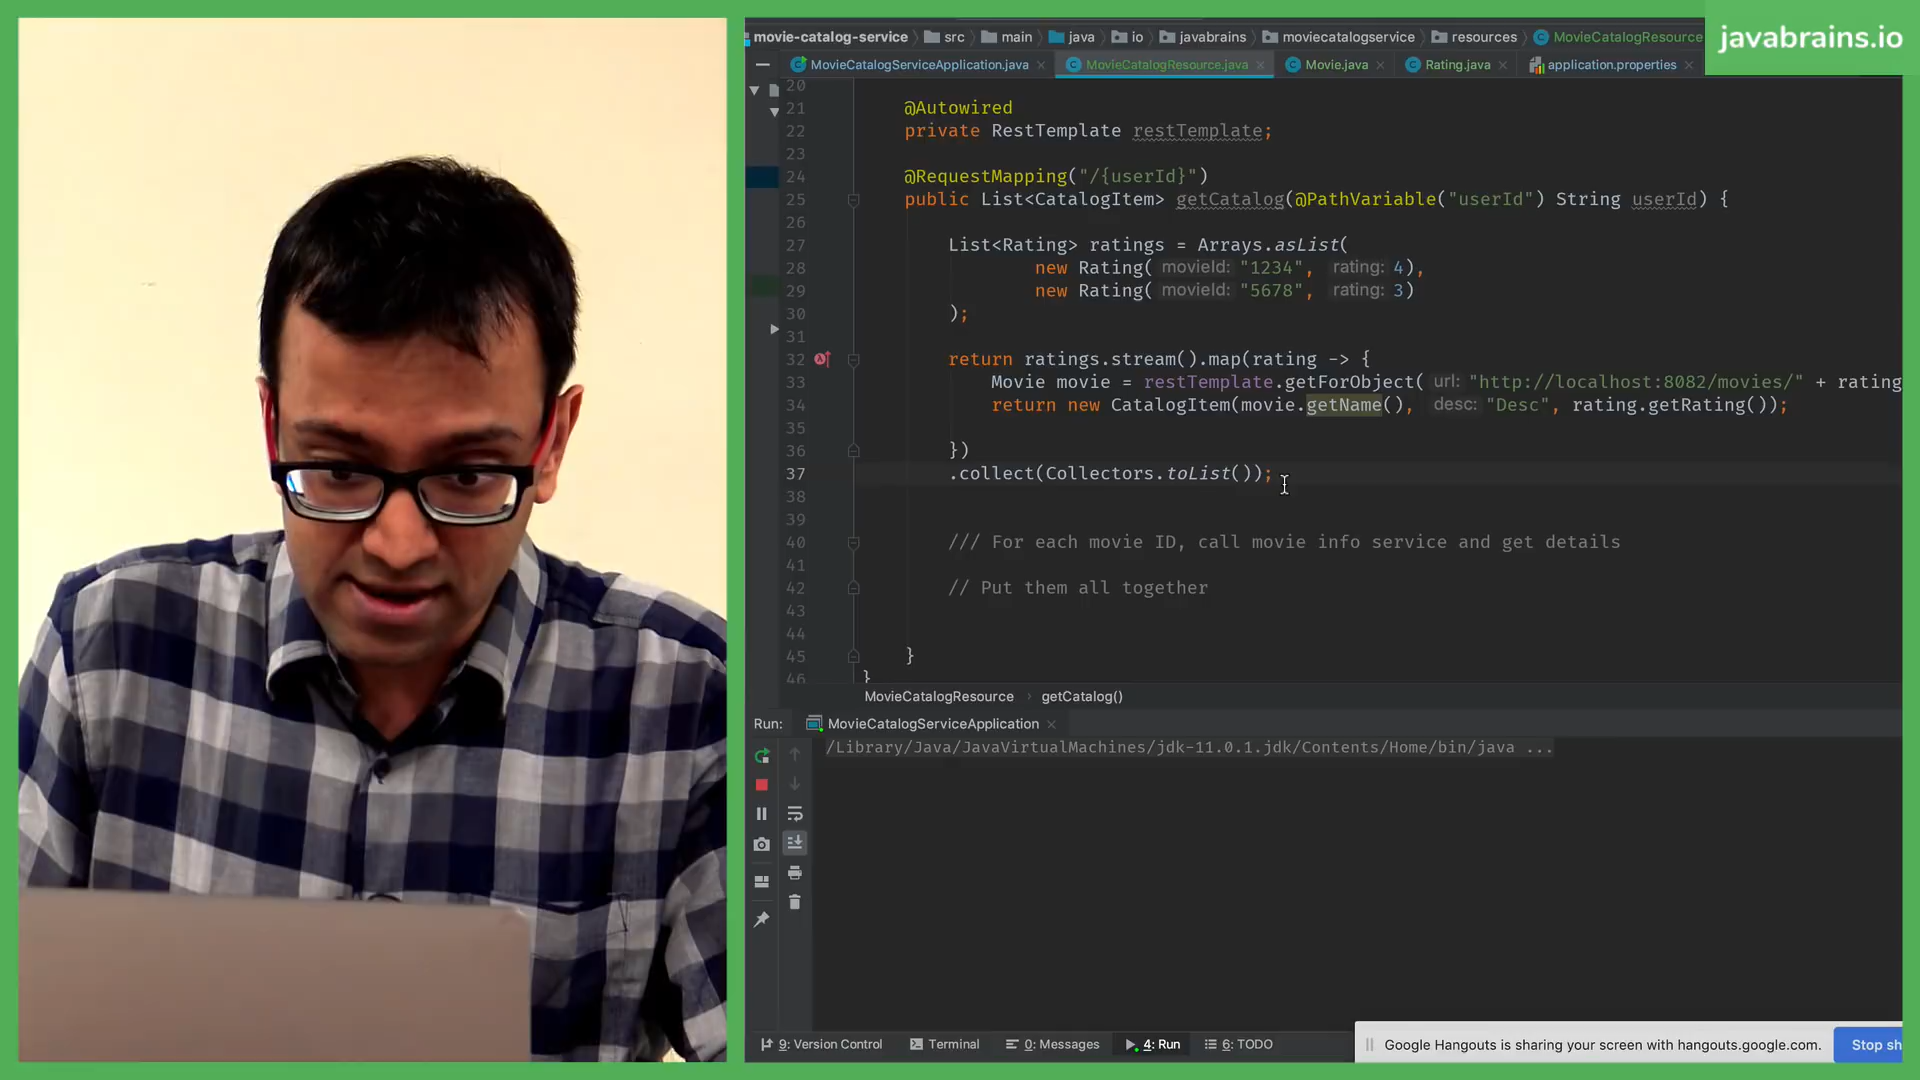 javabrains.io
movie-catalog-service src main java io javabrains moviecatalogservice resources MovieCatalogResource
MovieCatalogServiceApplication.java MovieCatalogResource.java Movie.java Rating.java application.properties
20
21 @Autowired
22 private RestTemplate restTemplate;
23
24 @RequestMapping("/{userId}")
25 public List<CatalogItem> getCatalog(@PathVariable("userId") String userId) {
26
27 List<Rating> ratings = Arrays.asList(
28 new Rating( movieId: "1234", rating: 4),
29 new Rating( movieId: "5678", rating: 3)
30 );
31
32 return ratings.stream().map(rating -> {
33 Movie movie = restTemplate.getForObject( url: "http://localhost:8082/movies/" + rating
34 return new CatalogItem(movie.getName(), desc: "Desc", rating.getRating());
35
36 })
37 .collect(Collectors.toList());
38
39
40 /// For each movie ID, call movie info service and get details
41
42 // Put them all together
43
44
45 }
46 }
MovieCatalogResource › getCatalog()
Run: MovieCatalogServiceApplication
/Library/Java/JavaVirtualMachines/jdk-11.0.1.jdk/Contents/Home/bin/java ...
9: Version Control Terminal 0: Messages 4: Run 6: TODO
Google Hangouts is sharing your screen with hangouts.google.com. Stop sh